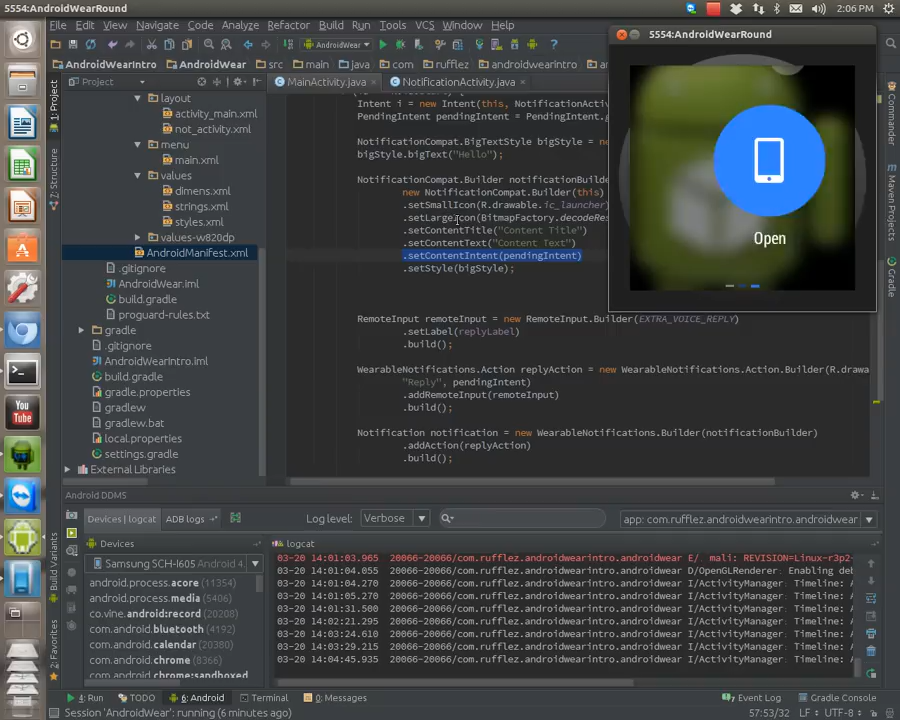 5554:AndroidWearRound
2:06 PM
File Edit View Navigate Code Analyze Refactor Build Run Tools VCS Window Help
AndroidWear
AndroidWearIntro AndroidWear src main java com rufflez androidwearintro
Project
MainActivity.java NotificationActivity.java
1: Project
7: Structure
Build Variants
2: Favorites
Commander
Maven Projects
Gradle
layout
activity_main.xml
not_activity.xml
menu
main.xml
values
dimens.xml
strings.xml
styles.xml
values-w820dp
AndroidManifest.xml
.gitignore
AndroidWear.iml
build.gradle
proguard-rules.txt
gradle
.gitignore
AndroidWearIntro.iml
build.gradle
gradle.properties
gradlew
gradlew.bat
local.properties
settings.gradle
External Libraries
Intent i = new Intent(this, NotificationActi
PendingIntent pendingIntent = PendingIntent.g
NotificationCompat.BigTextStyle bigStyle = ne
bigStyle.bigText("Hello");
NotificationCompat.Builder notificationBuilde
new NotificationCompat.Builder(this)
.setSmallIcon(R.drawable.ic_launcher)
.setLargeIcon(BitmapFactory.decodeRes
.setContentTitle("Content Title")
.setContentText("Content Text")
.setContentIntent(pendingIntent)
.setStyle(bigStyle);
RemoteInput remoteInput = new RemoteInput.Builder(EXTRA_VOICE_REPLY)
.setLabel(replyLabel)
.build();
WearableNotifications.Action replyAction = new WearableNotifications.Action.Builder(R.drawa
"Reply", pendingIntent)
.addRemoteInput(remoteInput)
.build();
Notification notification = new WearableNotifications.Builder(notificationBuilder)
.addAction(replyAction)
.build();
5554:AndroidWearRound
Open
Android DDMS
Devices | logcat ADB logs Log level: Verbose app: com.rufflez.androidwearintro.androidwear
Devices
Samsung SCH-I605 Android 4.
android.process.acore (11354)
android.process.media (5406)
co.vine.android:record (20208)
com.android.bluetooth (4192)
com.android.calendar (20380)
com.android.chrome (8366)
com.android.chrome:sandboxed
logcat
03-20 14:01:03.965 20066-20066/com.rufflez.androidwearintro.androidwear E/ mali: REVISION=Linux-r3p2-
03-20 14:01:04.055 20066-20066/com.rufflez.androidwearintro.androidwear D/OpenGLRenderer: Enabling deb
03-20 14:01:05.270 20066-20066/com.rufflez.androidwearintro.androidwear I/ActivityManager: Timeline: A
03-20 14:01:31.500 20066-20066/com.rufflez.androidwearintro.androidwear I/ActivityManager: Timeline: A
03-20 14:02:21.295 20066-20066/com.rufflez.androidwearintro.androidwear I/ActivityManager: Timeline: A
03-20 14:03:24.610 20066-20066/com.rufflez.androidwearintro.androidwear I/ActivityManager: Timeline: A
03-20 14:03:29.215 20066-20066/com.rufflez.androidwearintro.androidwear I/ActivityManager: Timeline: A
03-20 14:04:45.935 20066-20066/com.rufflez.androidwearintro.androidwear I/ActivityManager: Timeline: A
4: Run TODO 6: Android Terminal 0: Messages Event Log Gradle Console
Session 'AndroidWear': running (6 minutes ago) 57:53/32 LF UTF-8